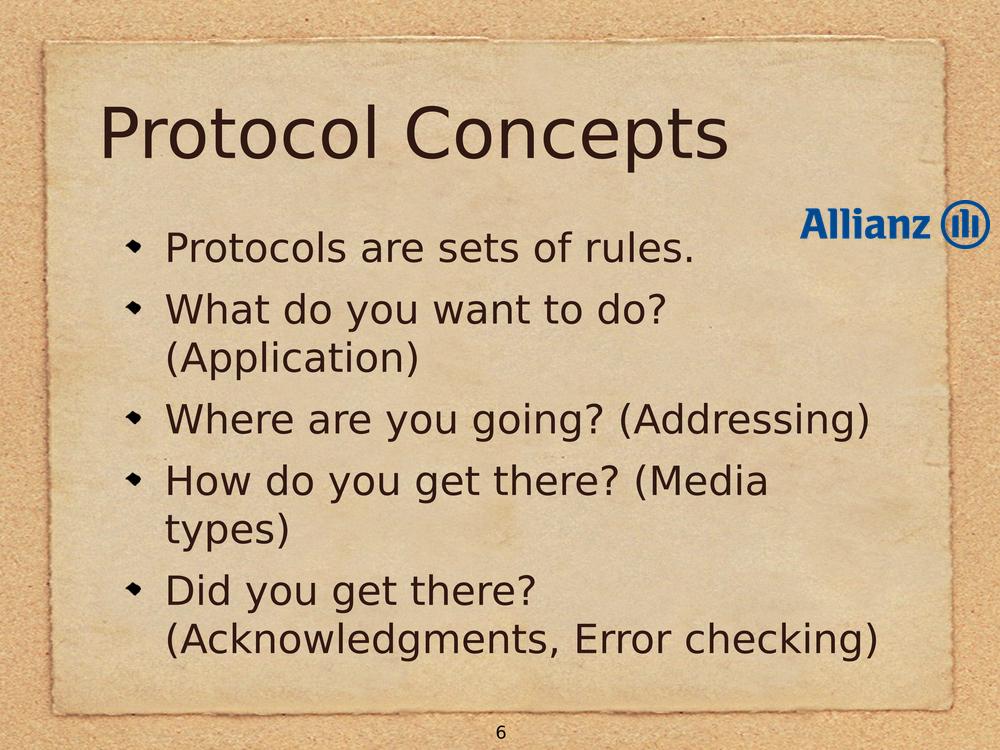 Protocol Concepts
Allianz
Protocols are sets of rules.
What do you want to do?
(Application)
Where are you going? (Addressing)
How do you get there? (Media
types)
Did you get there?
(Acknowledgments, Error checking)
6